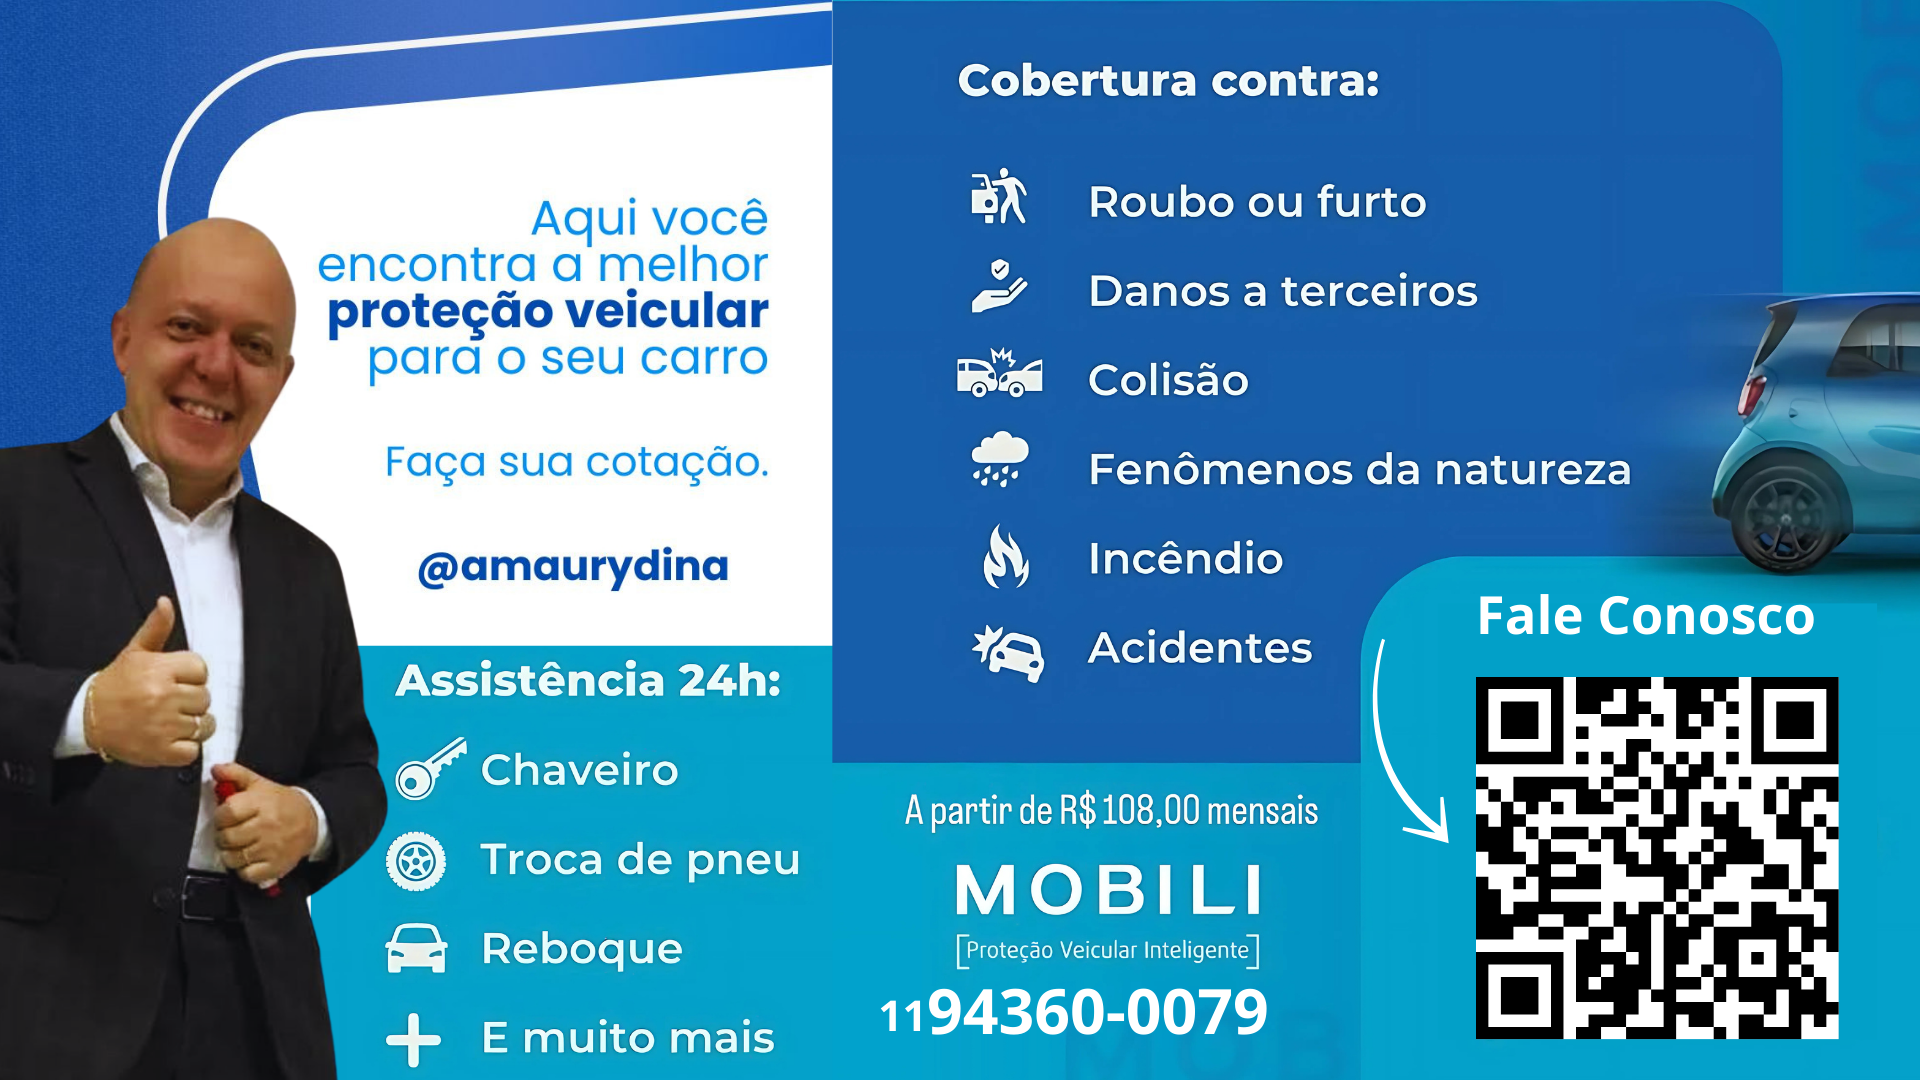 Aqui você
encontra a melhor
proteção veicular
para o seu carro
Faça sua cotação.
@amaurydina
Assistência 24h:
Chaveiro
Troca de pneu
Reboque
E muito mais
Cobertura contra:
Roubo ou furto
Danos a terceiros
Colisão
Fenômenos da natureza
Incêndio
Acidentes
A partir de R$ 108,00 mensais
MOBILI
[Proteção Veicular Inteligente]
1194360-0079
Fale Conosco
MOB
MOB